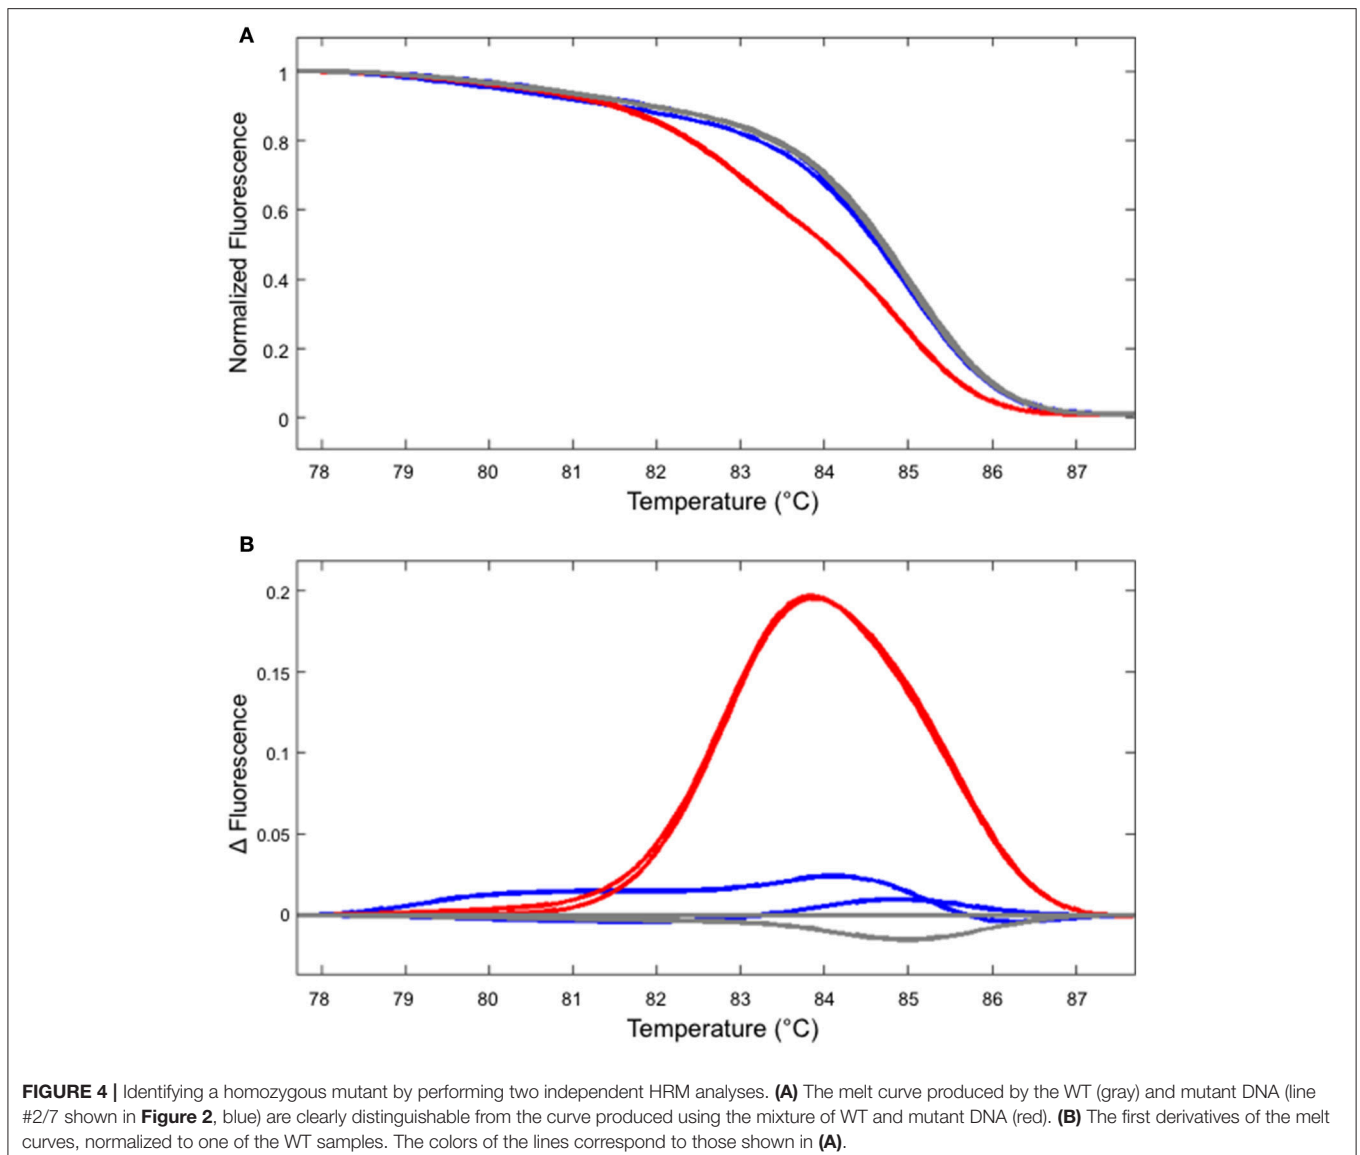 A
1
0.8
0.6
0.4
0.2
0
Normalized Fluorescence
78 79 80 81 82 83 84 85 86 87
Temperature (°C)
B
0.2
0.15
0.1
0.05
0
Δ Fluorescence
78 79 80 81 82 83 84 85 86 87
Temperature (°C)
FIGURE 4 | Identifying a homozygous mutant by performing two independent HRM analyses. (A) The melt curve produced by the WT (gray) and mutant DNA (line
#2/7 shown in Figure 2, blue) are clearly distinguishable from the curve produced using the mixture of WT and mutant DNA (red). (B) The first derivatives of the melt
curves, normalized to one of the WT samples. The colors of the lines correspond to those shown in (A).